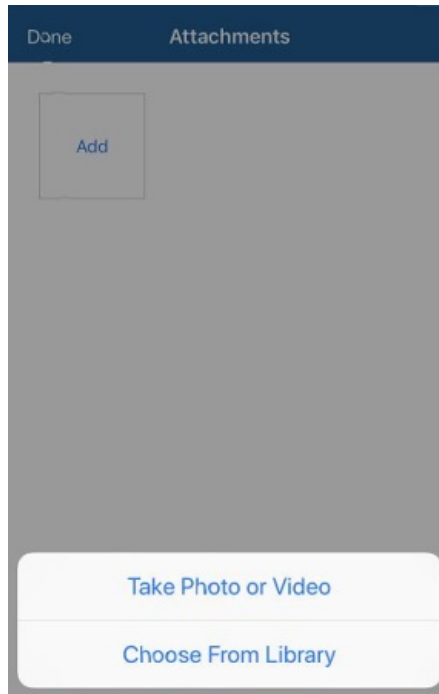 Done Attachments
Add
Take Photo or Video
Choose From Library